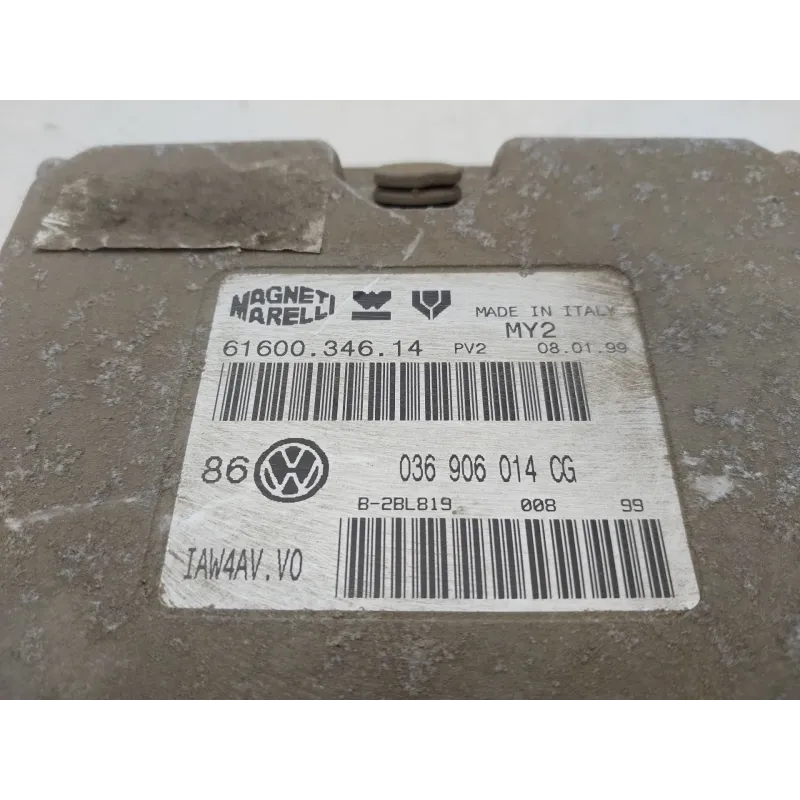 MAGNETI
MARELLI
MADE IN ITALY
MY2
61600.346.14 PV2 08.01.99
86 VW 036 906 014 CG
B-2BL819 008 99
IAW4AV.V0